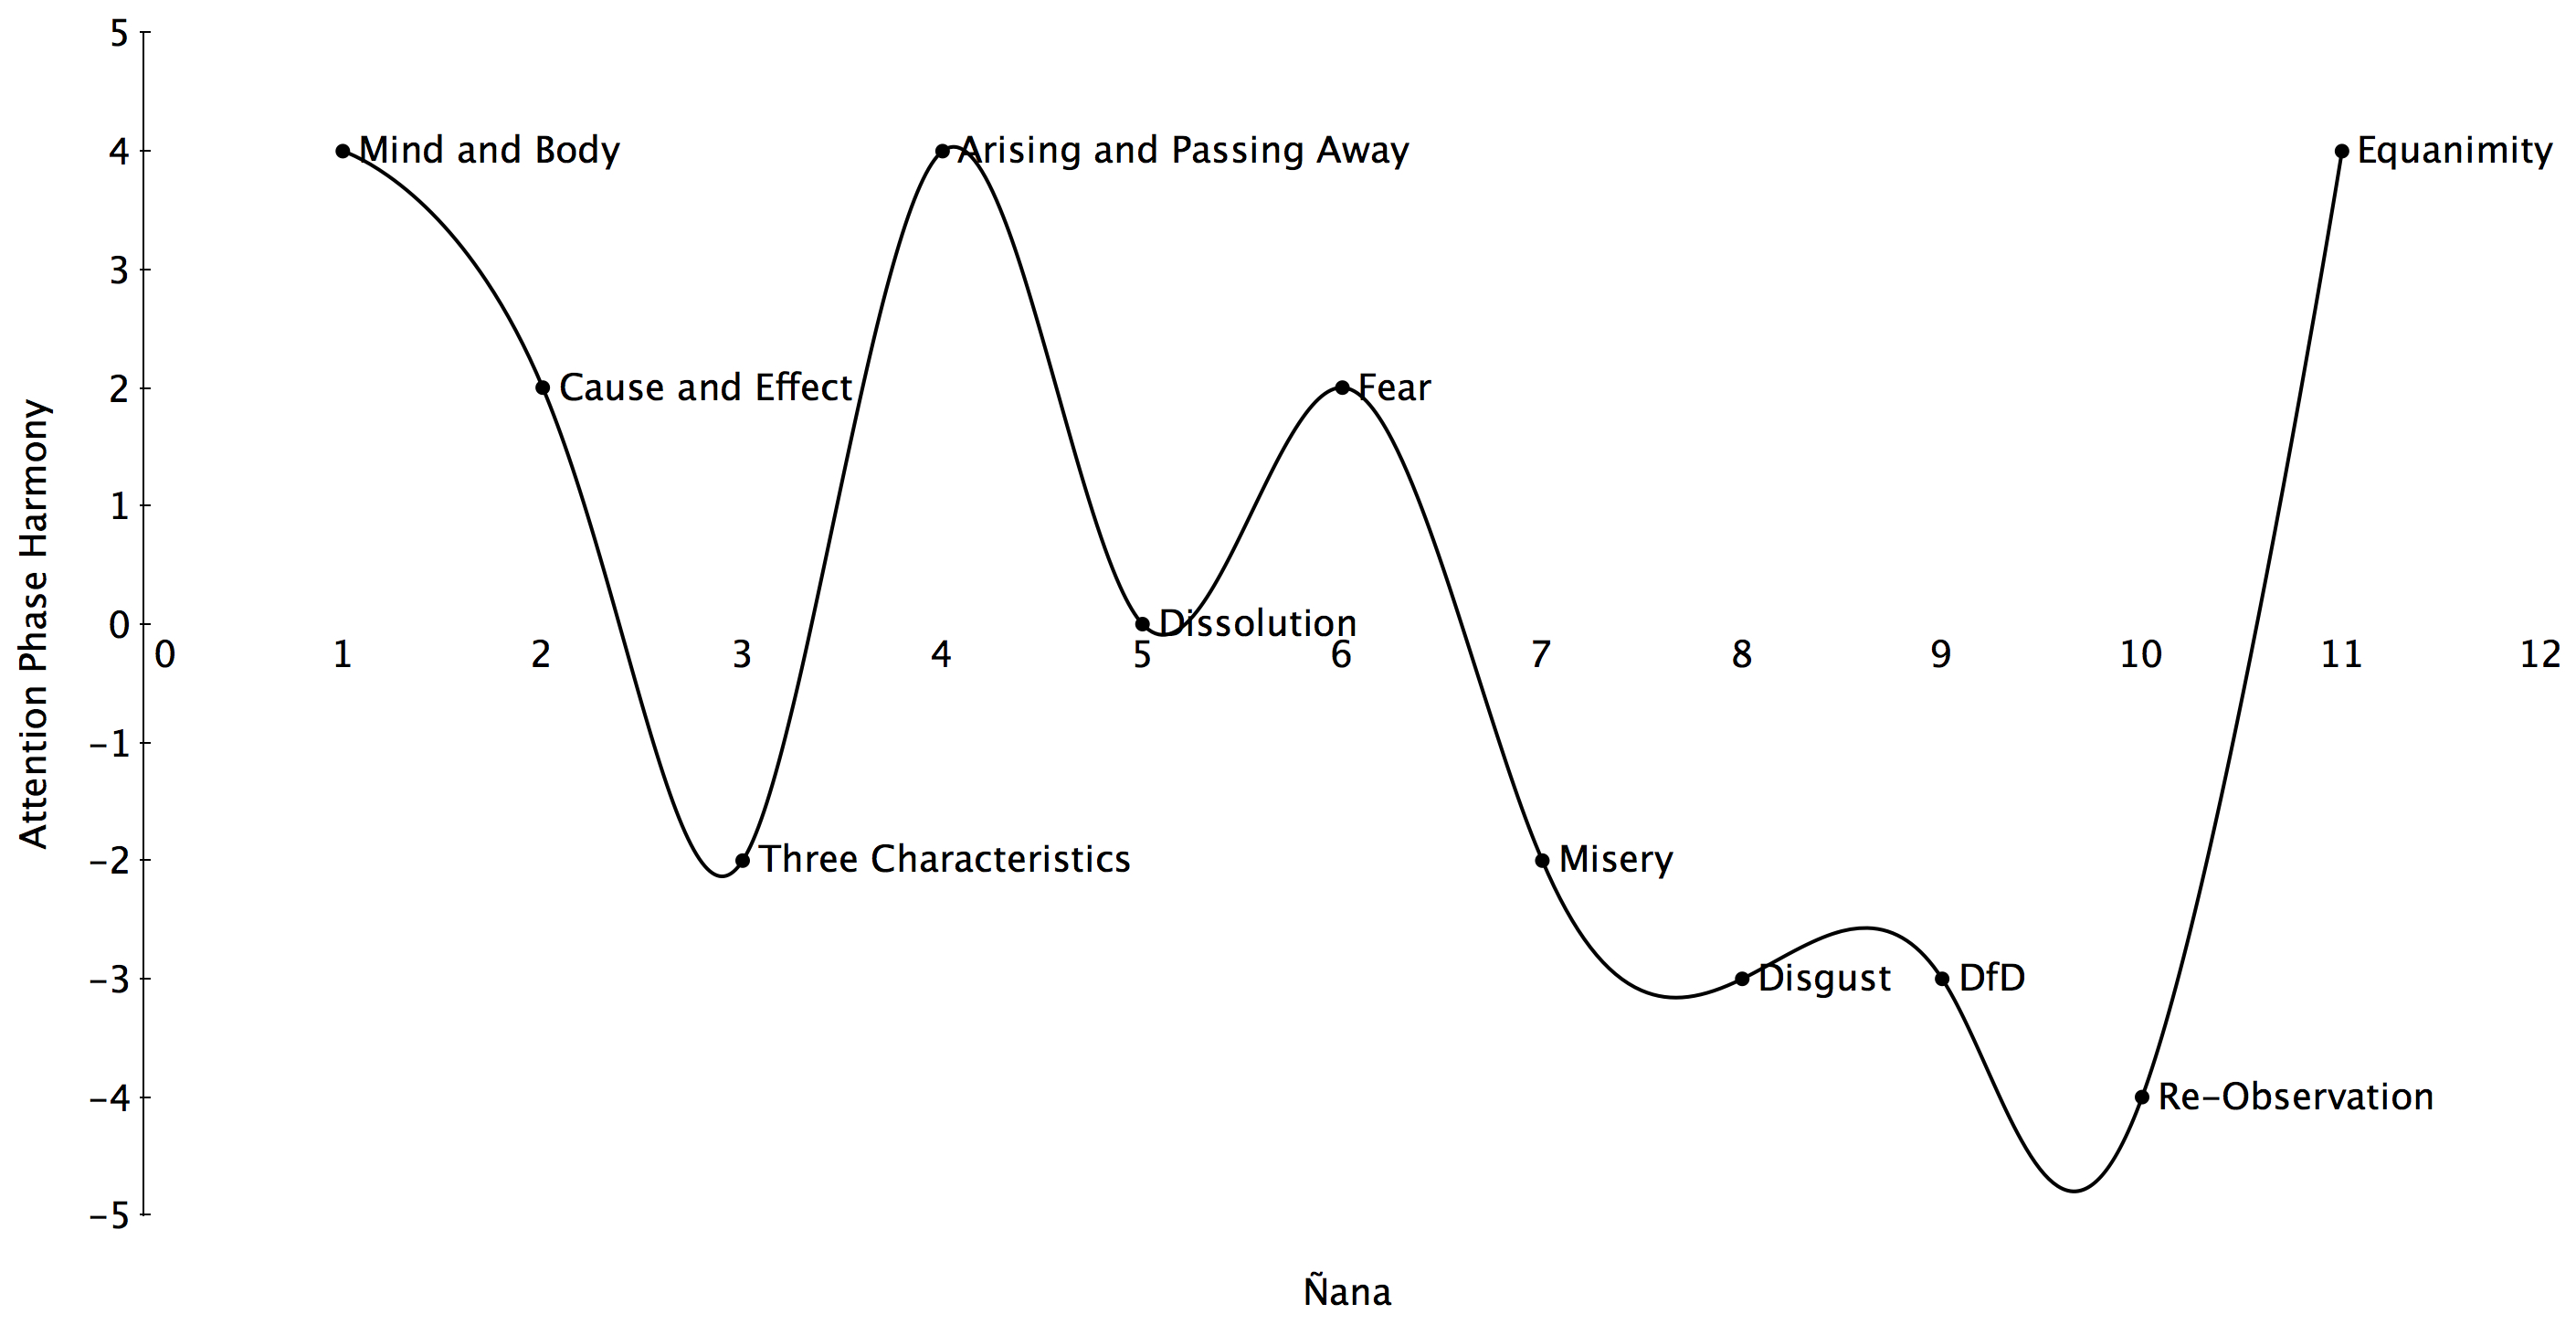 5
4 Mind and Body Arising and Passing Away Equanimity
3
2 Cause and Effect Fear
1
0 Dissolution
0 1 2 3 4 5 6 7 8 9 10 11 12
−1
−2 Three Characteristics Misery
−3 Disgust DfD
−4 Re−Observation
−5
Attention Phase Harmony
Ñana